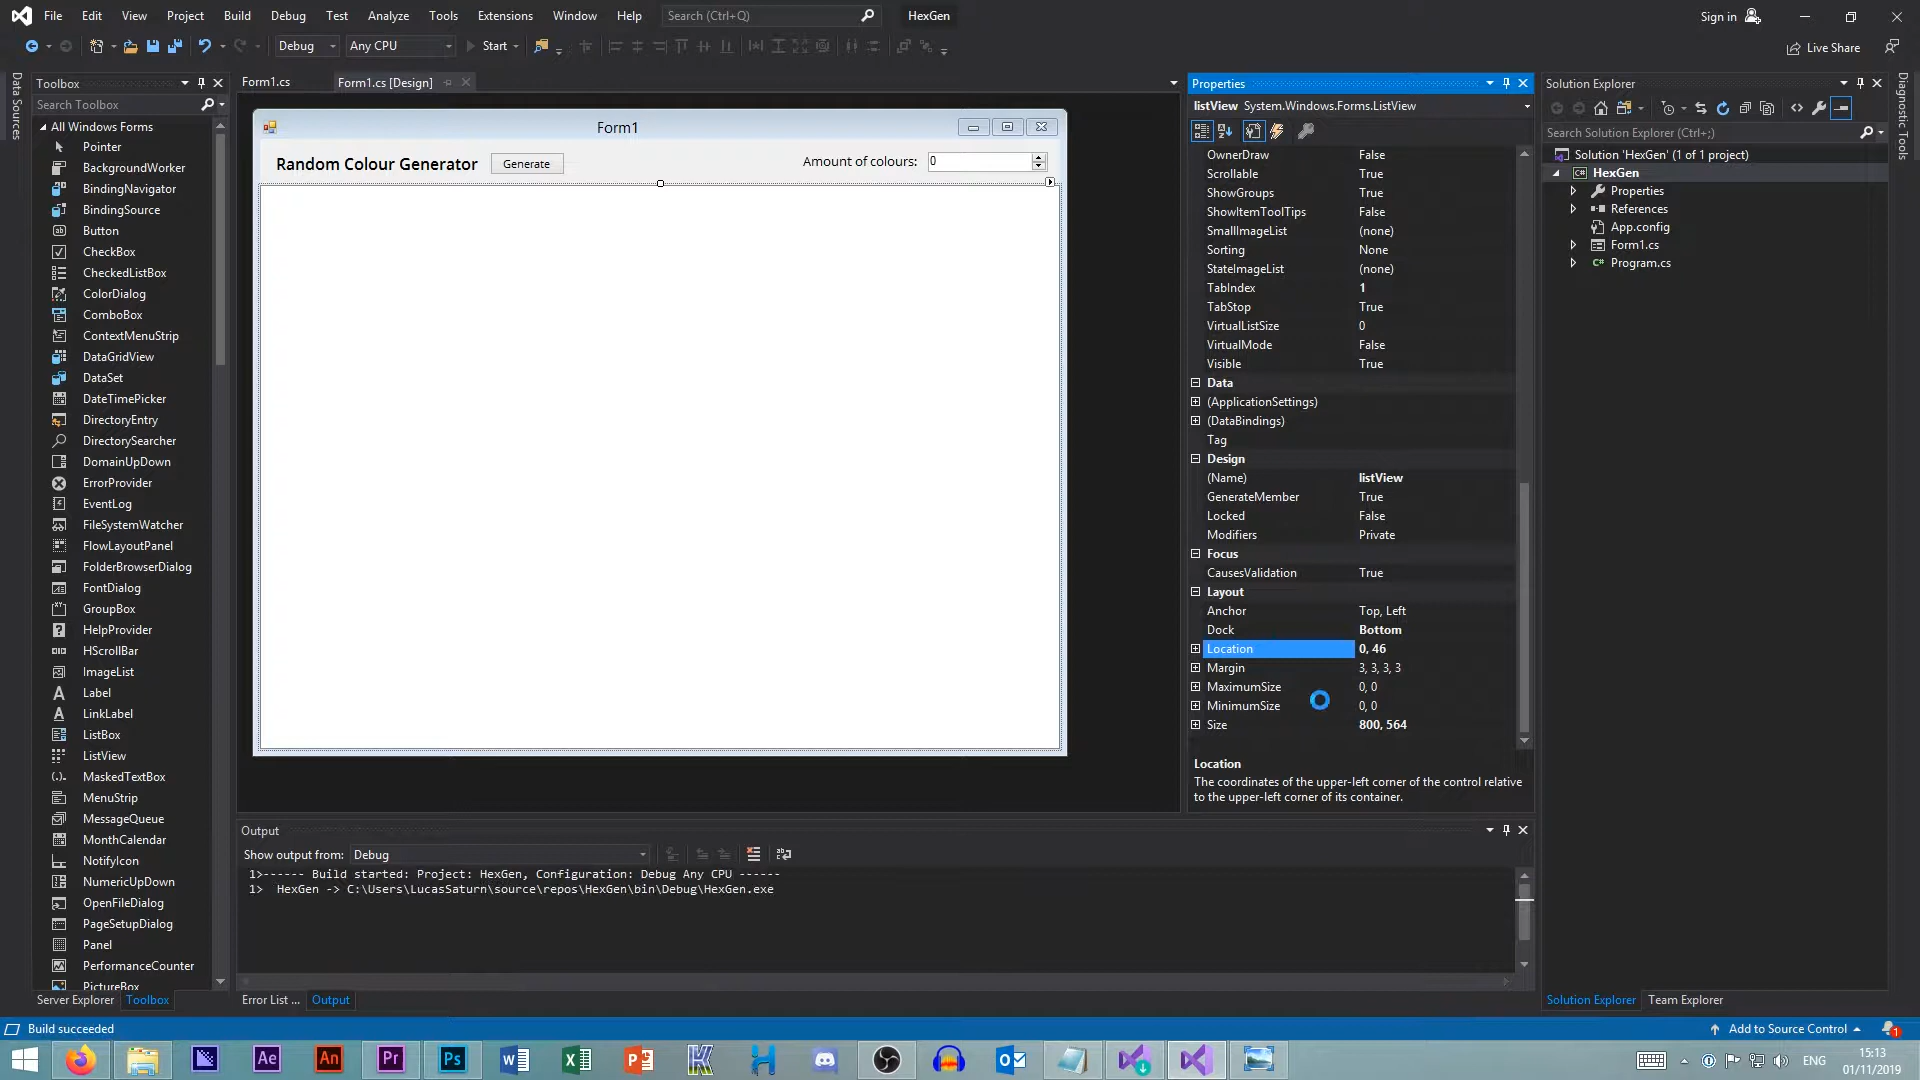 File Edit View Project Build Debug Test Analyze Tools Extensions Window Help Search (Ctrl+Q) HexGen Sign in
Debug Any CPU Start Live Share
Data Sources
Toolbox
Search Toolbox
All Windows Forms
Pointer
BackgroundWorker
BindingNavigator
BindingSource
Button
CheckBox
CheckedListBox
ColorDialog
ComboBox
ContextMenuStrip
DataGridView
DataSet
DateTimePicker
DirectoryEntry
DirectorySearcher
DomainUpDown
ErrorProvider
EventLog
FileSystemWatcher
FlowLayoutPanel
FolderBrowserDialog
FontDialog
GroupBox
HelpProvider
HScrollBar
ImageList
Label
LinkLabel
ListBox
ListView
MaskedTextBox
MenuStrip
MessageQueue
MonthCalendar
NotifyIcon
NumericUpDown
OpenFileDialog
PageSetupDialog
Panel
PerformanceCounter
PictureBox
Server Explorer Toolbox
Form1.cs Form1.cs [Design]
Form1
Random Colour Generator Generate Amount of colours: 0
Properties
listView System.Windows.Forms.ListView
OwnerDraw False
Scrollable True
ShowGroups True
ShowItemToolTips False
SmallImageList (none)
Sorting None
StateImageList (none)
TabIndex 1
TabStop True
VirtualListSize 0
VirtualMode False
Visible True
Data
(ApplicationSettings)
(DataBindings)
Tag
Design
(Name) listView
GenerateMember True
Locked False
Modifiers Private
Focus
CausesValidation True
Layout
Anchor Top, Left
Dock Bottom
Location 0, 46
Margin 3, 3, 3, 3
MaximumSize 0, 0
MinimumSize 0, 0
Size 800, 564
Location
The coordinates of the upper-left corner of the control relative
to the upper-left corner of its container.
Solution Explorer
Search Solution Explorer (Ctrl+;)
Solution 'HexGen' (1 of 1 project)
HexGen
Properties
References
App.config
Form1.cs
Program.cs
Solution Explorer Team Explorer
Diagnostic Tools
Output
Show output from: Debug
1>------ Build started: Project: HexGen, Configuration: Debug Any CPU ------
1> HexGen -> C:\Users\LucasSaturn\source\repos\HexGen\bin\Debug\HexGen.exe
Error List ... Output
Build succeeded Add to Source Control 1
Ae An Pr Ps ENG
15:13
01/11/2019